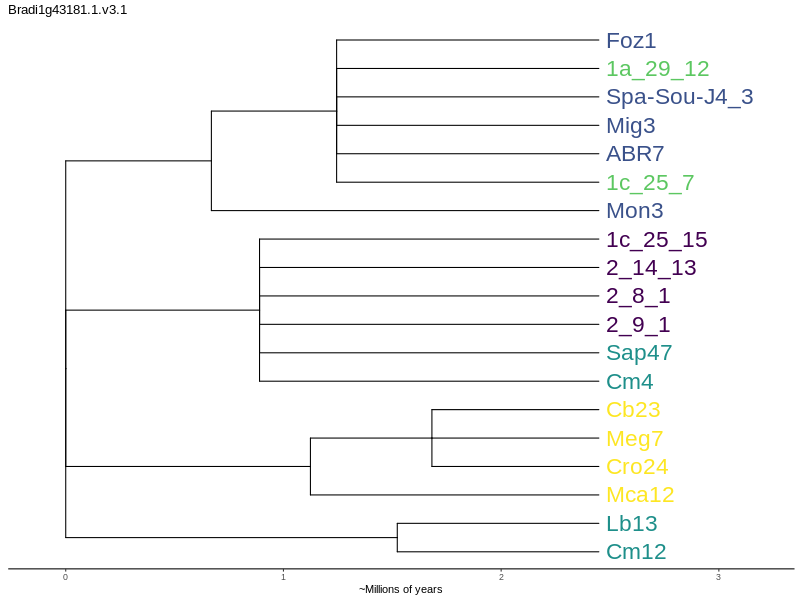 Bradi1g43181.1.v3.1
Foz1
1a_29_12
Spa-Sou-J4_3
Mig3
ABR7
1c_25_7
Mon3
1c_25_15
2_14_13
2_8_1
2_9_1
Sap47
Cm4
Cb23
Meg7
Cro24
Mca12
Lb13
Cm12
0 1 2 3
~Millions of years